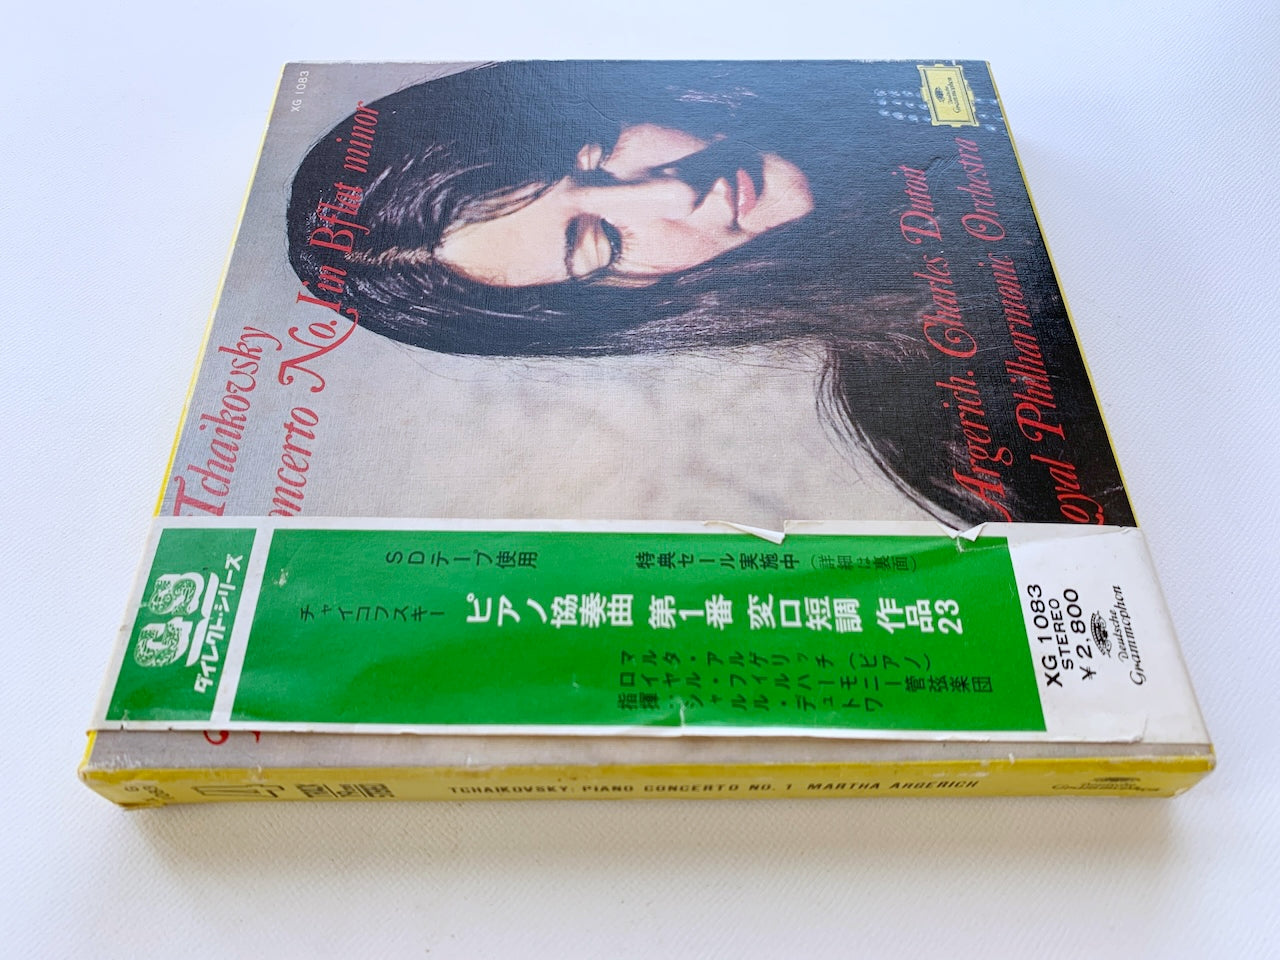 XG 1083
Tchaikovsky
oncerto No. 1 in B flat minor
Argerich. Charles Dutoit
oyal Philharmonic Orchestra
Deutsche
Grammophon
ダイレクト・シリーズ
SDテープ使用
特典セール実施中(詳細は裏面)
チャイコフスキー
ピアノ協奏曲 第1番 変ロ短調 作品23
マルタ・アルゲリッチ(ピアノ)
ロイヤル・フィルハーモニー管弦楽団
指揮:シャルル・デュトワ
XG 1083
STEREO
¥2,800
Deutsche
Grammophon
TCHAIKOVSKY: PIANO CONCERTO NO. 1 MARTHA ARGERICH
Deutsche
Grammophon